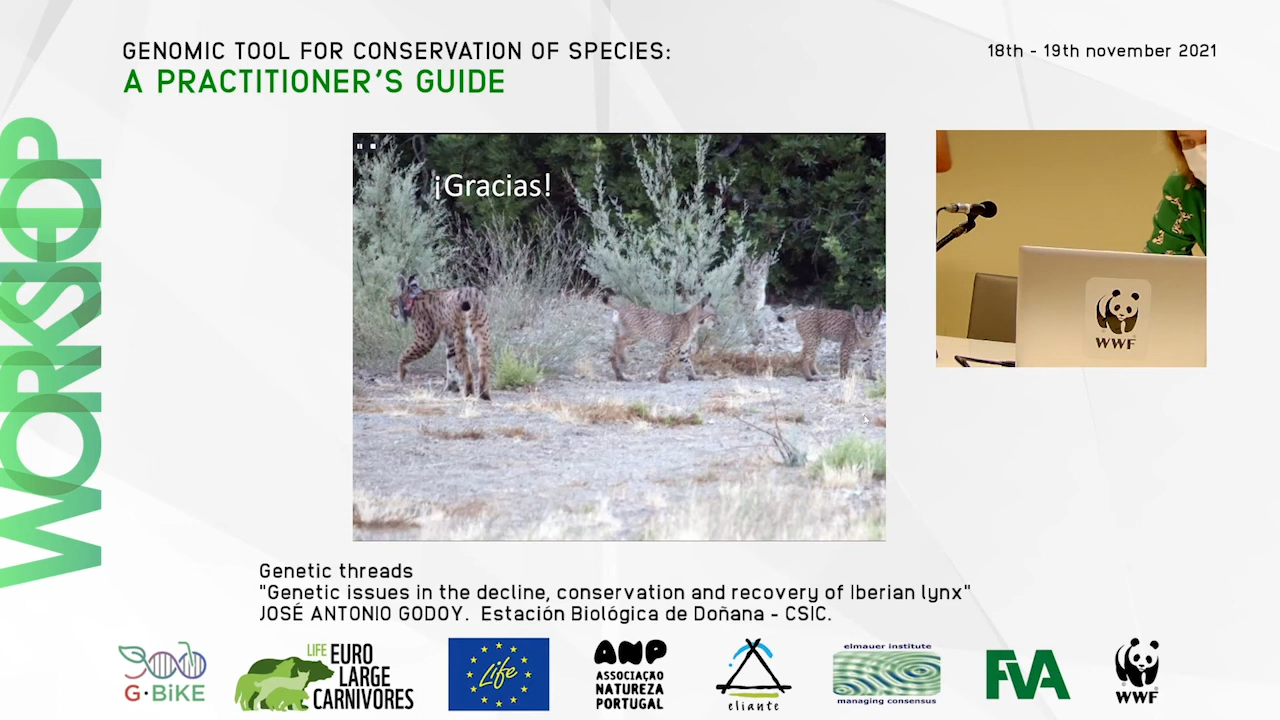 GENOMIC TOOL FOR CONSERVATION OF SPECIES:
A PRACTITIONER'S GUIDE
18th - 19th november 2021
WORKSHOP
¡Gracias!
WWF
Genetic threads
"Genetic issues in the decline, conservation and recovery of Iberian lynx"
JOSÉ ANTONIO GODOY. Estación Biológica de Doñana - CSIC.
G·BiKE
LIFE EURO
LARGE
CARNIVORES
Life
ANP
ASSOCIAÇÃO
NATUREZA
PORTUGAL
eliante
elmauer institute
managing consensus
FVA
WWF